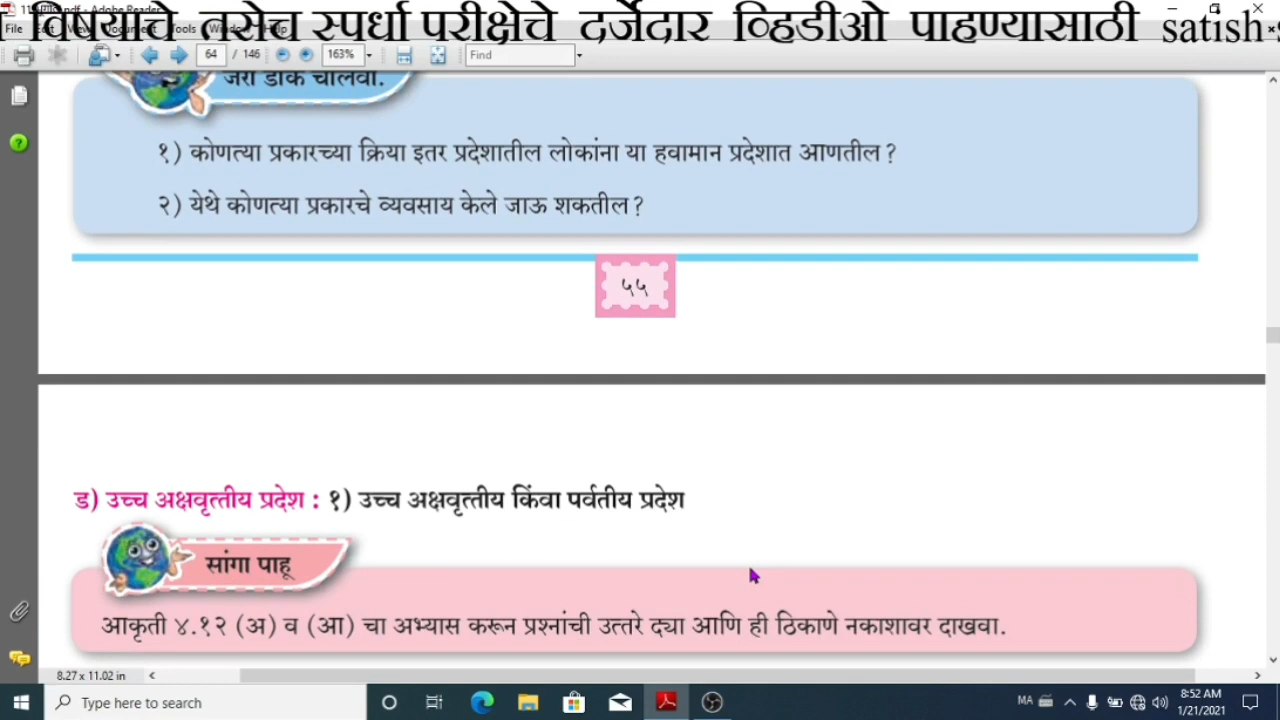 विषयाचे तसेच स्पर्धा परीक्षेचे दर्जेदार व्हिडीओ पाहण्यासाठी satish
File
Tools
64 / 146 163% Find
जरा डोके चालवा.
१) कोणत्या प्रकारच्या क्रिया इतर प्रदेशातील लोकांना या हवामान प्रदेशात आणतील ?
२) येथे कोणत्या प्रकारचे व्यवसाय केले जाऊ शकतील ?
५५
ड) उच्च अक्षवृत्तीय प्रदेश : १) उच्च अक्षवृत्तीय किंवा पर्वतीय प्रदेश
सांगा पाहू
आकृती ४.१२ (अ) व (आ) चा अभ्यास करून प्रश्नांची उत्तरे द्या आणि ही ठिकाणे नकाशावर दाखवा.
8.27 x 11.02 in
Type here to search
MA
8:52 AM
1/21/2021